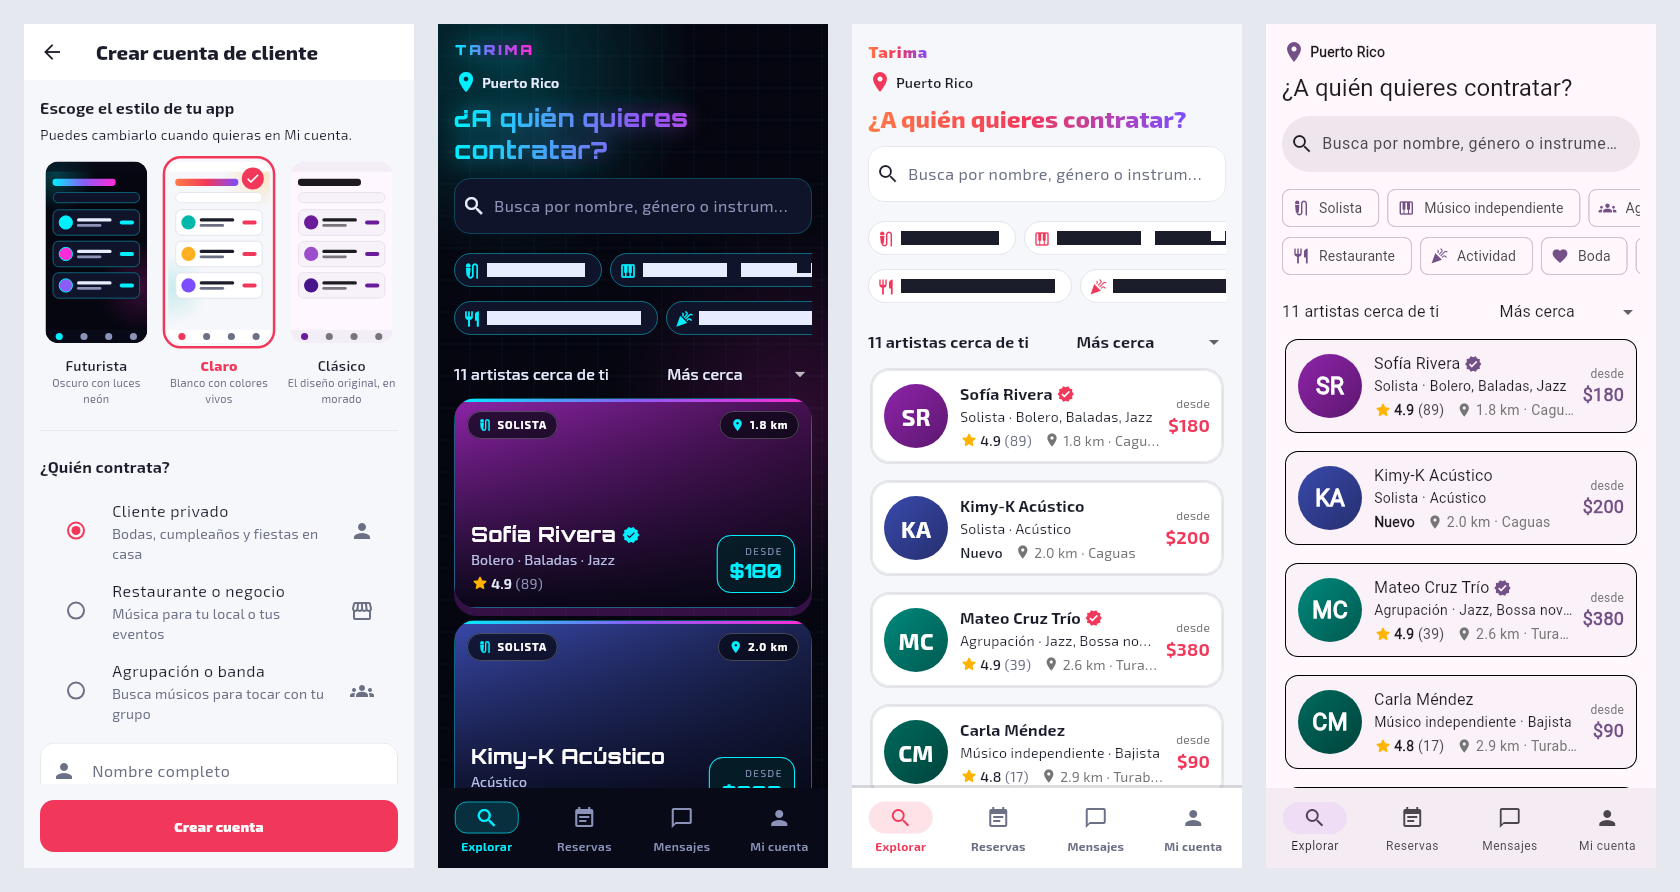 Crear cuenta de cliente
Escoge el estilo de tu app
Puedes cambiarlo cuando quieras en Mi cuenta.
Futurista
Oscuro con luces
neón
Claro
Blanco con colores
vivos
Clásico
El diseño original, en
morado
¿Quién contrata?
Cliente privado
Bodas, cumpleaños y fiestas en
casa
Restaurante o negocio
Música para tu local o tus
eventos
Agrupación o banda
Busca músicos para tocar con tu
grupo
Nombre completo
Crear cuenta
TARIMA
Puerto Rico
¿A quién quieres
contratar?
Busca por nombre, género o instrum...
11 artistas cerca de ti
Más cerca
SOLISTA
1.8 km
Sofía Rivera
Bolero · Baladas · Jazz
4.9 (89)
DESDE
$180
SOLISTA
2.0 km
Kimy-K Acústico
Acústico
DESDE
Explorar
Reservas
Mensajes
Mi cuenta
Tarima
Puerto Rico
¿A quién quieres contratar?
Busca por nombre, género o instrum...
11 artistas cerca de ti
Más cerca
SR
Sofía Rivera
Solista · Bolero, Baladas, Jazz
4.9 (89)
1.8 km · Cagu...
desde
$180
KA
Kimy-K Acústico
Solista · Acústico
Nuevo
2.0 km · Caguas
desde
$200
MC
Mateo Cruz Trío
Agrupación · Jazz, Bossa no...
4.9 (39)
2.6 km · Tura...
desde
$380
CM
Carla Méndez
Músico independiente · Bajista
4.8 (17)
2.9 km · Turab...
desde
$90
Explorar
Reservas
Mensajes
Mi cuenta
Puerto Rico
¿A quién quieres contratar?
Busca por nombre, género o instrume...
Solista
Músico independiente
Ag
Restaurante
Actividad
Boda
11 artistas cerca de ti
Más cerca
SR
Sofía Rivera
Solista · Bolero, Baladas, Jazz
4.9 (89)
1.8 km · Cagu...
desde
$180
KA
Kimy-K Acústico
Solista · Acústico
Nuevo
2.0 km · Caguas
desde
$200
MC
Mateo Cruz Trío
Agrupación · Jazz, Bossa nov...
4.9 (39)
2.6 km · Tura...
desde
$380
CM
Carla Méndez
Músico independiente · Bajista
4.8 (17)
2.9 km · Turab...
desde
$90
Explorar
Reservas
Mensajes
Mi cuenta